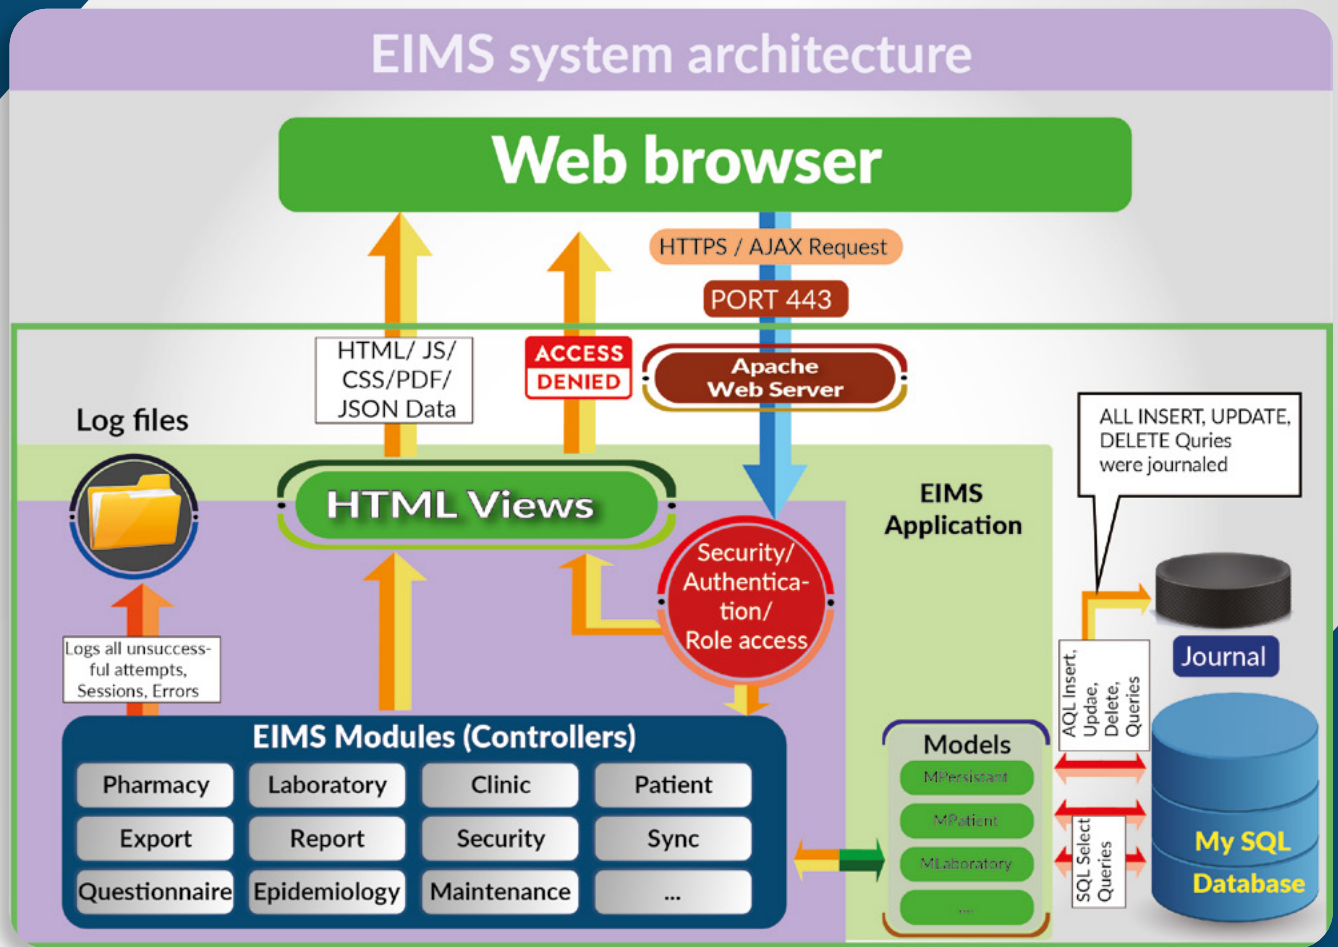 EIMS system architecture
Web browser
HTTPS / AJAX Request
PORT 443
HTML/ JS/
CSS/PDF/
JSON Data
ACCESS
DENIED
Apache
Web Server
Log files
ALL INSERT, UPDATE,
DELETE Quries
were journaled
HTML Views
EIMS
Application
Security/
Authentica-
tion/
Role access
Logs all unsucces-
ful attempts,
Sessions, Errors
Journal
AQL Insert,
Updae,
Delete,
Queries
EIMS Modules (Controllers)
Pharmacy
Laboratory
Clinic
Patient
Export
Report
Security
Sync
Questionnaire
Epidemiology
Maintenance
...
Models
MPersistant
MPatient
MLaboratory
...
SQL Select
Queries
My SQL
Database